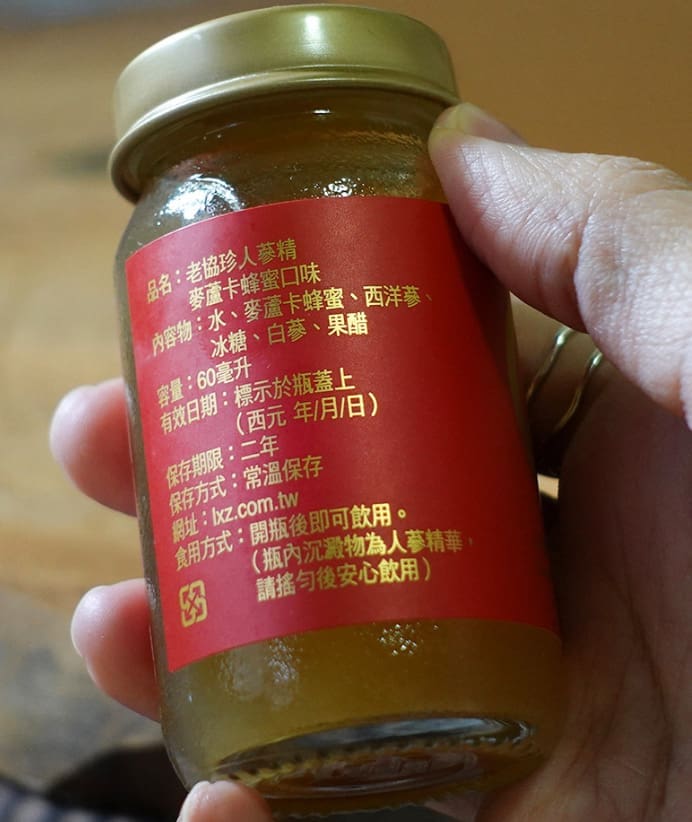 品名：老協珍人蔘精
麥蘆卡蜂蜜口味
內容物：水、麥蘆卡蜂蜜、西洋蔘、
冰糖、白蔘、果醋
容量：60毫升
有效日期：標示於瓶蓋上
（西元 年/月/日）
保存期限：二年
保存方式：常溫保存
網址：lxz.com.tw
食用方式：開瓶後即可飲用。
（瓶內沉澱物為人蔘精華，
請搖勻後安心飲用）